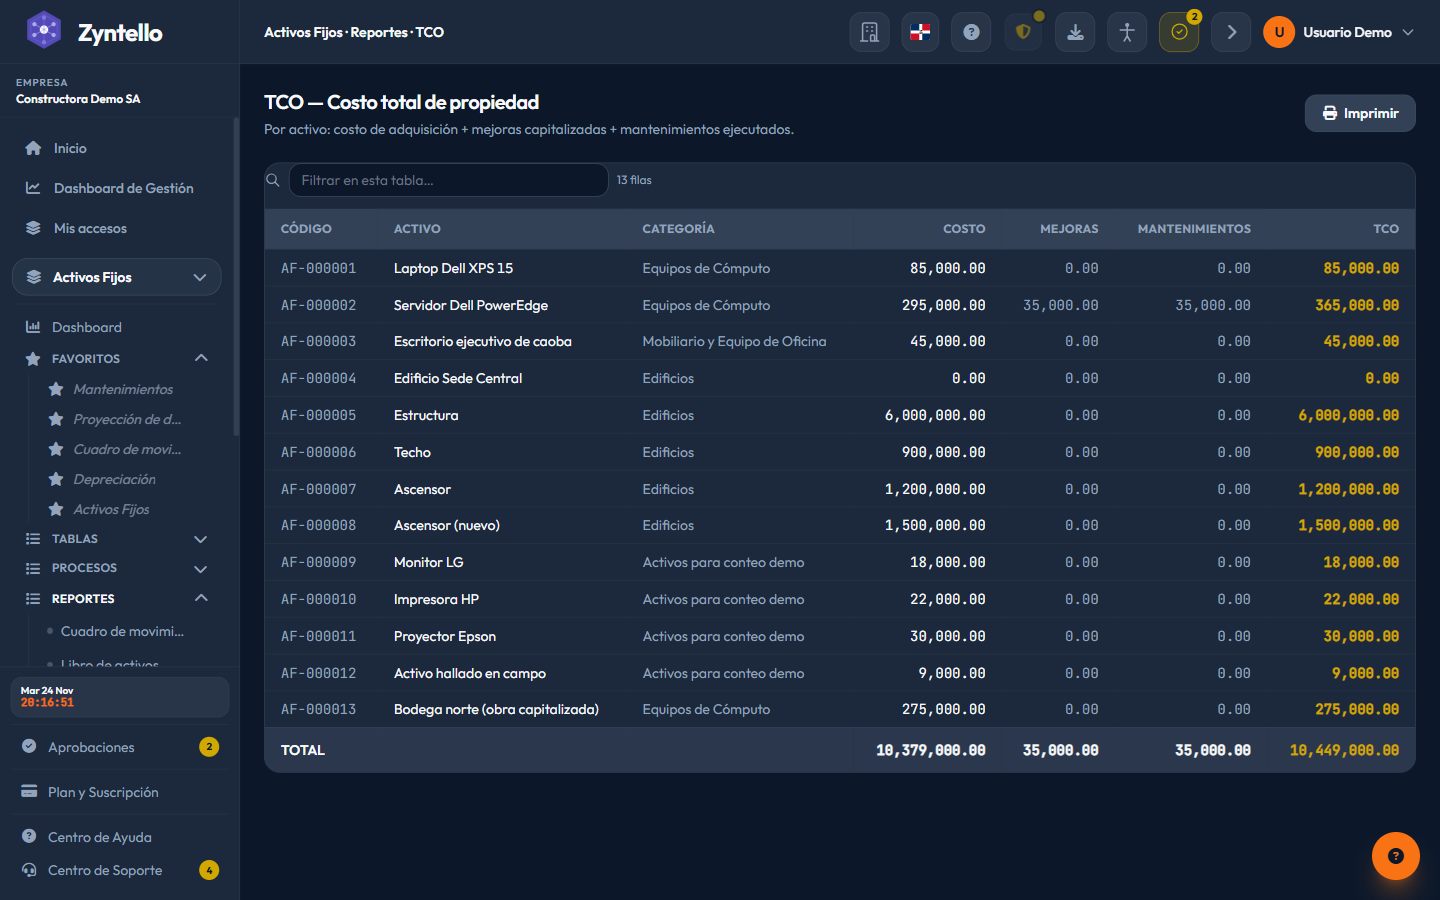 Zyntello
Activos Fijos · Reportes · TCO
2
U
Usuario Demo
EMPRESA
Constructora Demo SA
Inicio
Dashboard de Gestión
Mis accesos
Activos Fijos
Dashboard
FAVORITOS
Mantenimientos
Proyección de d...
Cuadro de movi...
Depreciación
Activos Fijos
TABLAS
PROCESOS
REPORTES
Cuadro de movimi...
Libro de activos
Mar 24 Nov
20:16:51
Aprobaciones 2
Plan y Suscripción
Centro de Ayuda
Centro de Soporte 4
TCO — Costo total de propiedad
Por activo: costo de adquisición + mejoras capitalizadas + mantenimientos ejecutados.
Imprimir
Filtrar en esta tabla... 13 filas
CÓDIGO ACTIVO CATEGORÍA COSTO MEJORAS MANTENIMIENTOS TCO
AF-000001 Laptop Dell XPS 15 Equipos de Cómputo 85,000.00 0.00 0.00 85,000.00
AF-000002 Servidor Dell PowerEdge Equipos de Cómputo 295,000.00 35,000.00 35,000.00 365,000.00
AF-000003 Escritorio ejecutivo de caoba Mobiliario y Equipo de Oficina 45,000.00 0.00 0.00 45,000.00
AF-000004 Edificio Sede Central Edificios 0.00 0.00 0.00 0.00
AF-000005 Estructura Edificios 6,000,000.00 0.00 0.00 6,000,000.00
AF-000006 Techo Edificios 900,000.00 0.00 0.00 900,000.00
AF-000007 Ascensor Edificios 1,200,000.00 0.00 0.00 1,200,000.00
AF-000008 Ascensor (nuevo) Edificios 1,500,000.00 0.00 0.00 1,500,000.00
AF-000009 Monitor LG Activos para conteo demo 18,000.00 0.00 0.00 18,000.00
AF-000010 Impresora HP Activos para conteo demo 22,000.00 0.00 0.00 22,000.00
AF-000011 Proyector Epson Activos para conteo demo 30,000.00 0.00 0.00 30,000.00
AF-000012 Activo hallado en campo Activos para conteo demo 9,000.00 0.00 0.00 9,000.00
AF-000013 Bodega norte (obra capitalizada) Equipos de Cómputo 275,000.00 0.00 0.00 275,000.00
TOTAL 10,379,000.00 35,000.00 35,000.00 10,449,000.00